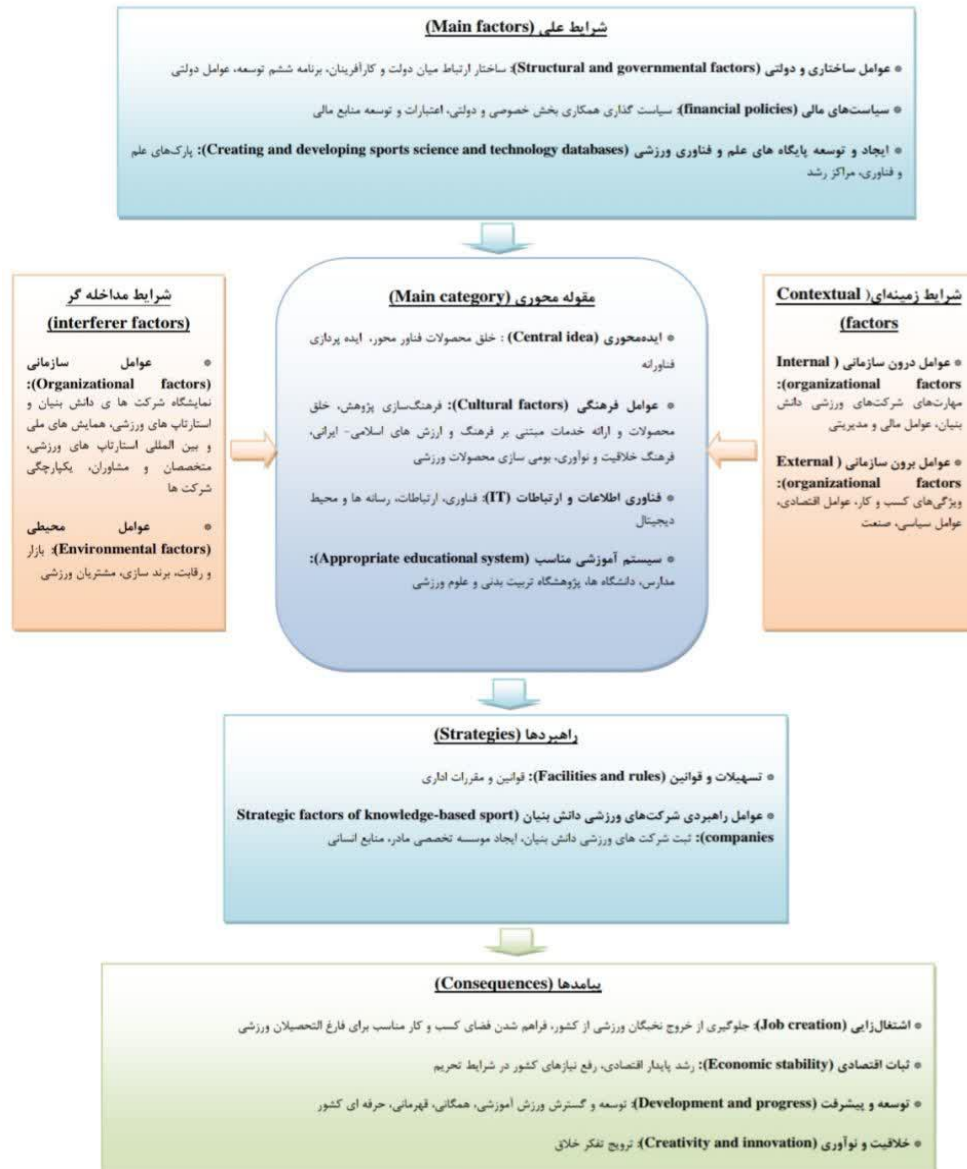 شرایط علی (Main factors)
● عوامل ساختاری و دولتی (Structural and governmental factors): ساختار ارتباط میان دولت و کارآفرینان، برنامه ششم توسعه، عوامل دولتی
● سیاست‌های مالی (financial policies): سیاست گذاری همکاری بخش خصوصی و دولتی، اعتبارات و توسعه منابع مالی
● ایجاد و توسعه پایگاه های علم و فناوری ورزشی (Creating and developing sports science and technology databases): پارک‌های علم
و فناوری، مراکز رشد
شرایط زمینه‌ای( Contextual
factors)
● عوامل درون سازمانی ( Internal
organizational factors):
مهارت‌های شرکت‌های ورزشی دانش
بنیان، عوامل مالی و مدیریتی
● عوامل برون سازمانی ( External
organizational factors):
ویژگی‌های کسب و کار، عوامل اقتصادی،
عوامل سیاسی، صنعت
مقوله محوری (Main category)
● ایده‌محوری (Central idea) : خلق محصولات فناور محور، ایده پردازی
فناورانه
● عوامل فرهنگی (Cultural factors): فرهنگ‌سازی پژوهش، خلق
محصولات و ارائه خدمات مبتنی بر فرهنگ و ارزش های اسلامی- ایرانی،
فرهنگ خلاقیت و نوآوری، بومی سازی محصولات ورزشی
● فناوری اطلاعات و ارتباطات (IT): فناوری، ارتباطات، رسانه ها و محیط
دیجیتال
● سیستم آموزشی مناسب (Appropriate educational system):
مدارس، دانشگاه ها، پژوهشگاه تربیت بدنی و علوم ورزشی
شرایط مداخله گر
(interferer factors)
● عوامل سازمانی
(Organizational factors):
نمایشگاه شرکت ها ی دانش بنیان و
استارتاپ های ورزشی، همایش های ملی
و بین المللی استارتاپ های ورزشی،
متخصصان و مشاوران، یکپارچگی
شرکت ها
● عوامل محیطی
(Environmental factors): بازار
و رقابت، برند سازی، مشتریان ورزشی
راهبردها (Strategies)
● تسهیلات و قوانین (Facilities and rules): قوانین و مقررات اداری
● عوامل راهبردی شرکت‌های ورزشی دانش بنیان (Strategic factors of knowledge-based sport
companies): ثبت شرکت های ورزشی دانش بنیان، ایجاد موسسه تخصصی مادر، منابع انسانی
پیامدها (Consequences)
● اشتغال‌زایی (Job creation): جلوگیری از خروج نخبگان ورزشی از کشور، فراهم شدن فضای کسب و کار مناسب برای فارغ التحصیلان ورزشی
● ثبات اقتصادی (Economic stability): رشد پایدار اقتصادی، رفع نیازهای کشور در شرایط تحریم
● توسعه و پیشرفت (Development and progress): توسعه و گسترش ورزش آموزشی، همگانی، قهرمانی، حرفه ای کشور
● خلاقیت و نوآوری (Creativity and innovation): ترویج تفکر خلاق